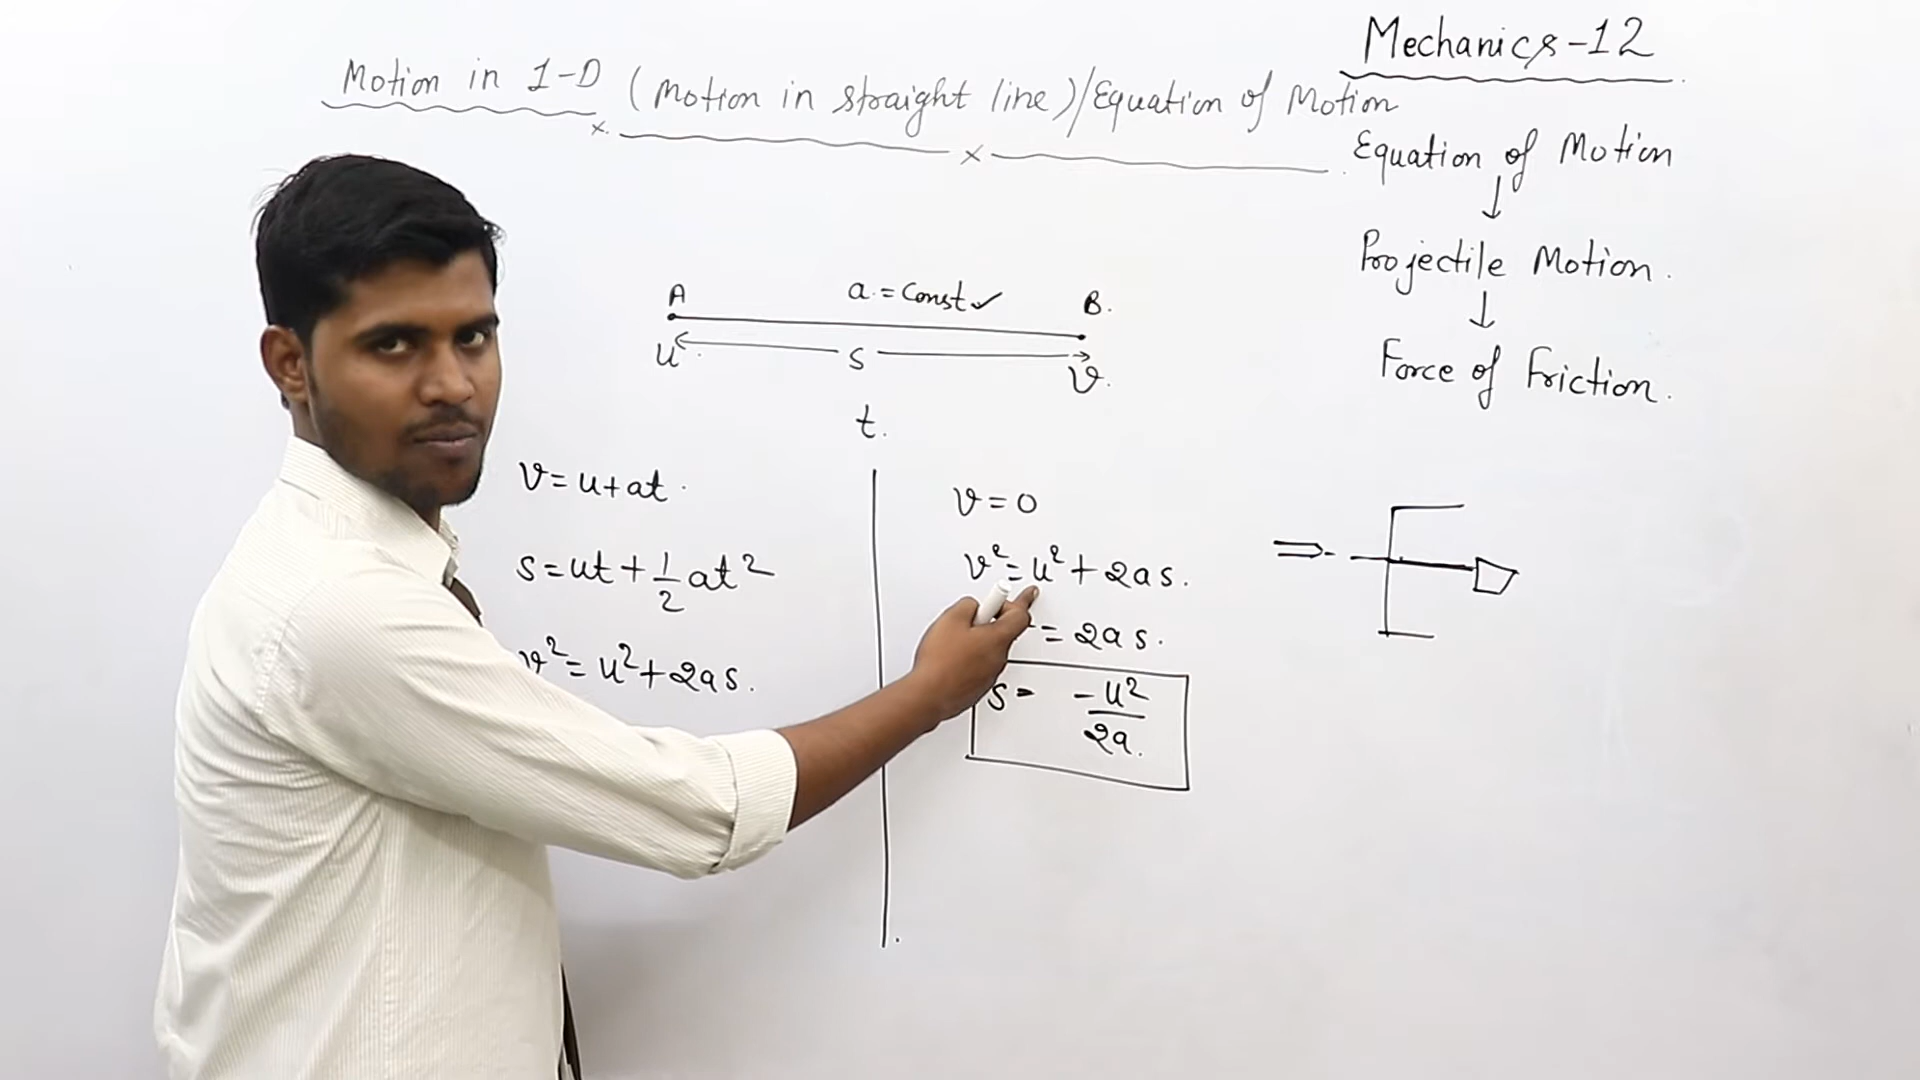 Mechanics-12
Motion in 1-D (Motion in straight line)/Equation of Motion
Equation of Motion
↓
Projectile Motion.
↓
Force of Friction.
A a.=Const✓ B.
u s v.
t.
v=u+at.
s=ut+1/2 at²
v²=u²+2as.
v=0
v²=u²+2as.
²=2as.
s= -u²/2a.